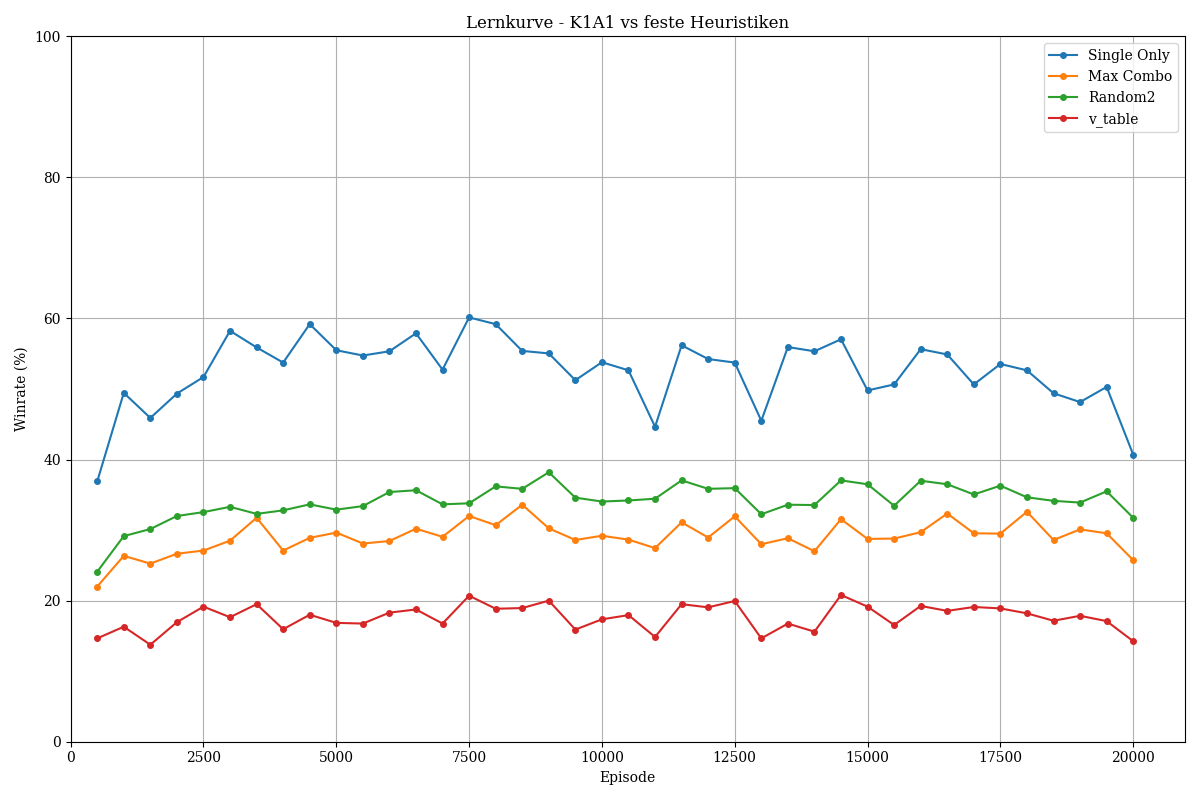 Lernkurve - K1A1 vs feste Heuristiken
100
80
60
40
20
0
Winrate (%)
Single Only
Max Combo
Random2
v_table
0 2500 5000 7500 10000 12500 15000 17500 20000
Episode